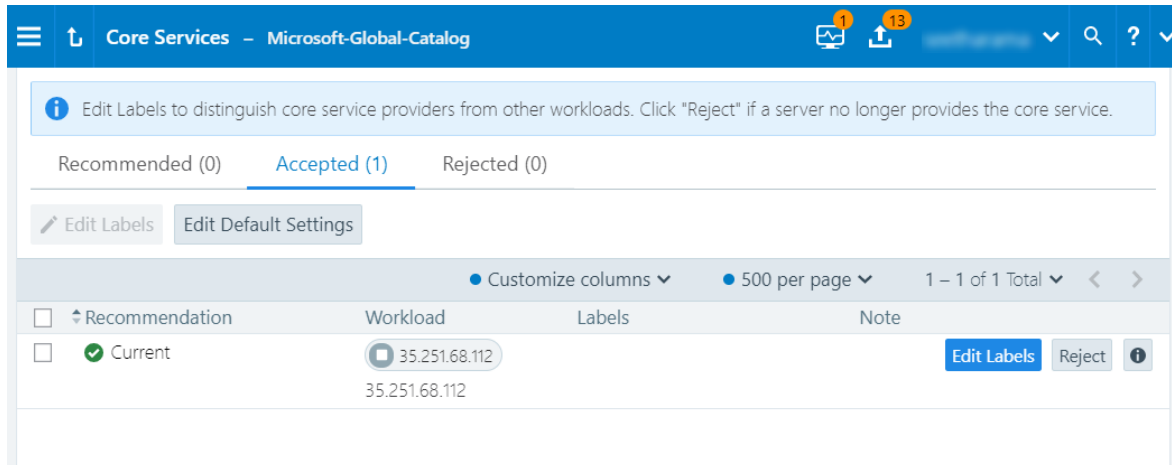 Core Services – Microsoft-Global-Catalog 1 13 ?
Edit Labels to distinguish core service providers from other workloads. Click "Reject" if a server no longer provides the core service.
Recommended (0) Accepted (1) Rejected (0)
Edit Labels Edit Default Settings
Customize columns 500 per page 1 – 1 of 1 Total
Recommendation Workload Labels Note
Current 35.251.68.112 Edit Labels Reject
35.251.68.112